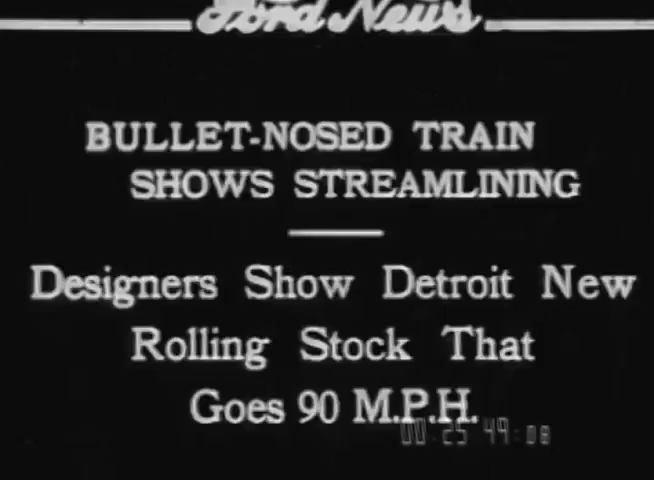 Ford News
BULLET-NOSED TRAIN
SHOWS STREAMLINING
Designers Show Detroit New
Rolling Stock That
Goes 90 M.P.H.
00:25 49:08